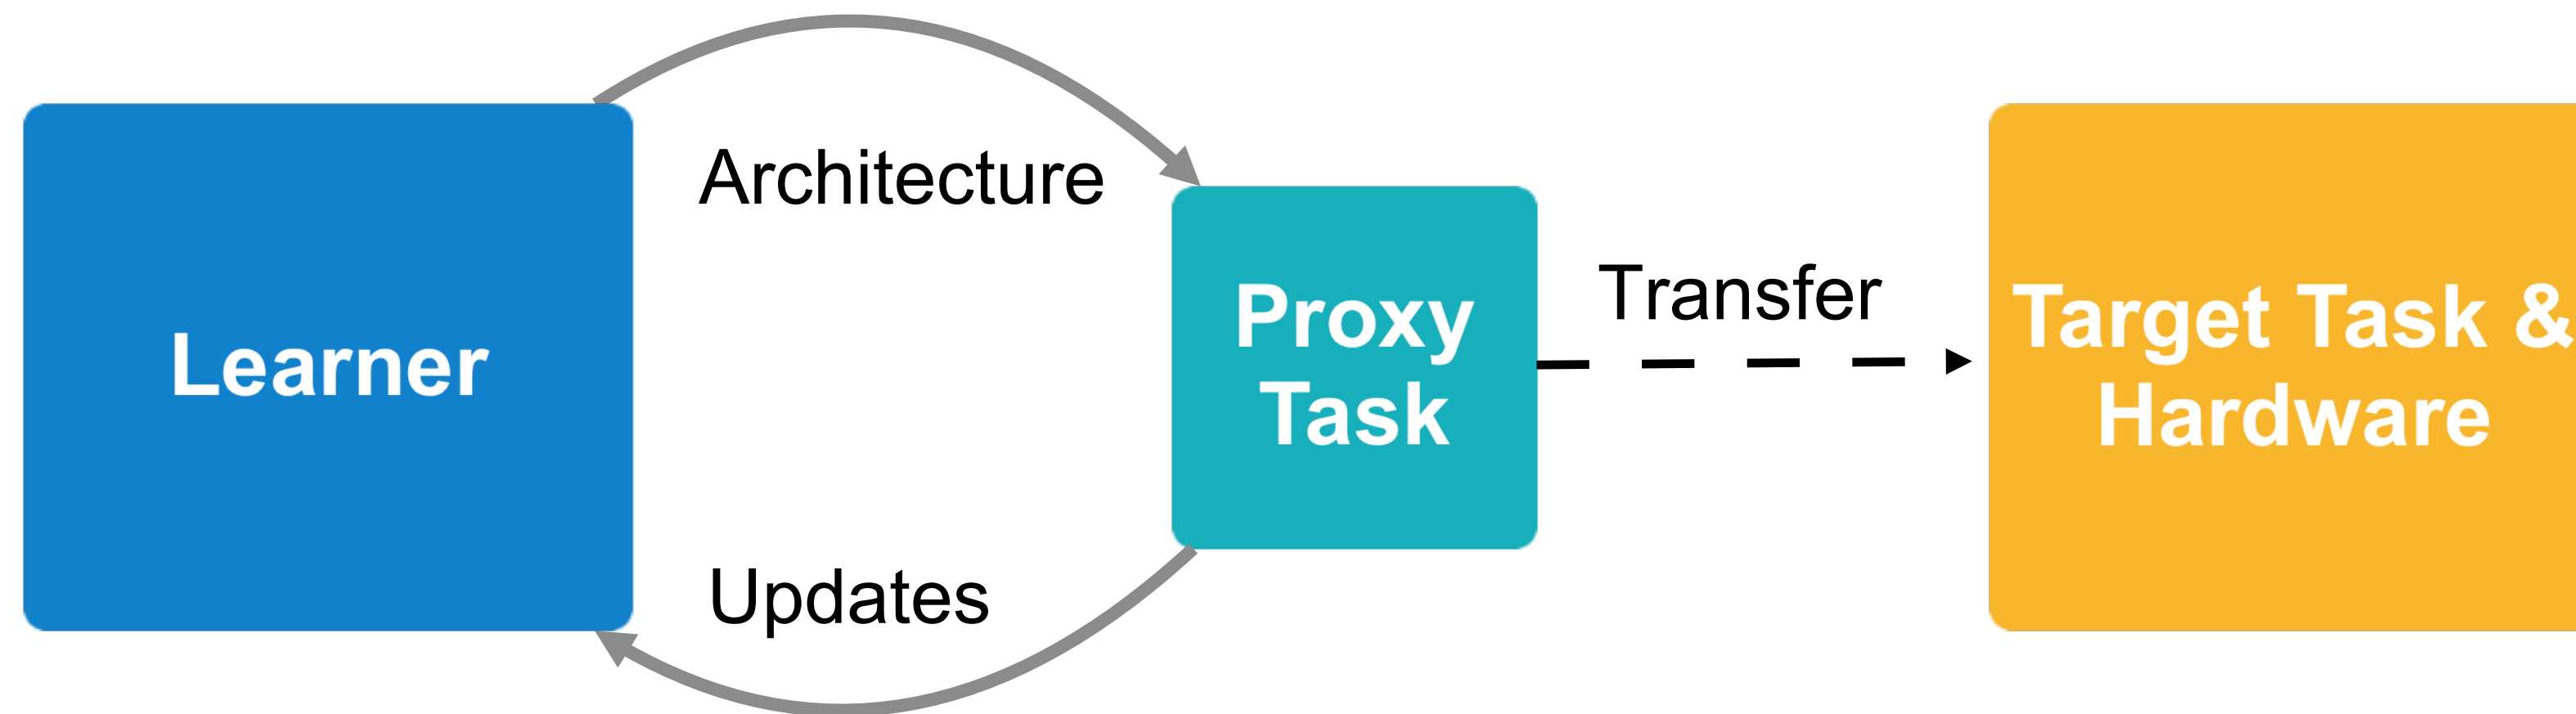 Architecture
Learner
Updates
Proxy
Task
Transfer
Target Task &
Hardware